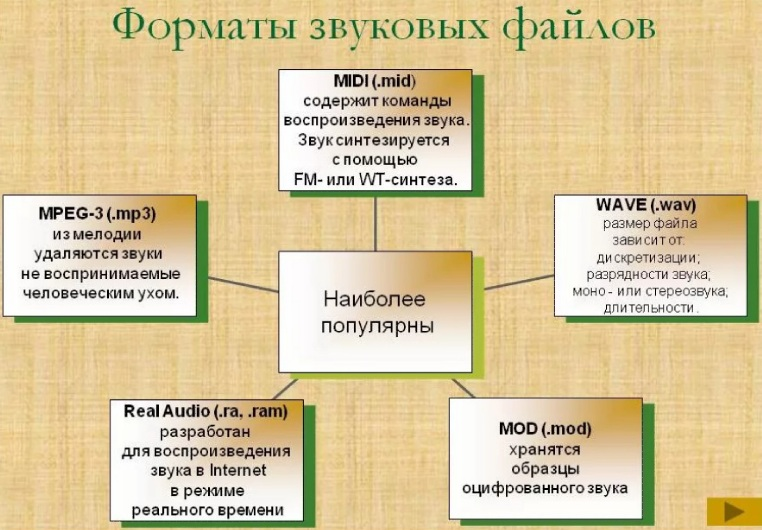 Форматы звуковых файлов
MIDI (.mid)
содержит команды
воспроизведения звука.
Звук синтезируется
с помощью
FM- или WT-синтеза.
MPEG-3 (.mp3)
из мелодии
удаляются звуки
не воспринимаемые
человеческим ухом.
WAVE (.wav)
размер файла
зависит от:
дискретизации;
разрядности звука;
моно - или стереозвука;
длительности.
Наиболее
популярны
Real Audio (.ra, .ram)
разработан
для воспроизведения
звука в Internet
в режиме
реального времени
MOD (.mod)
хранятся
образцы
оцифрованного звука